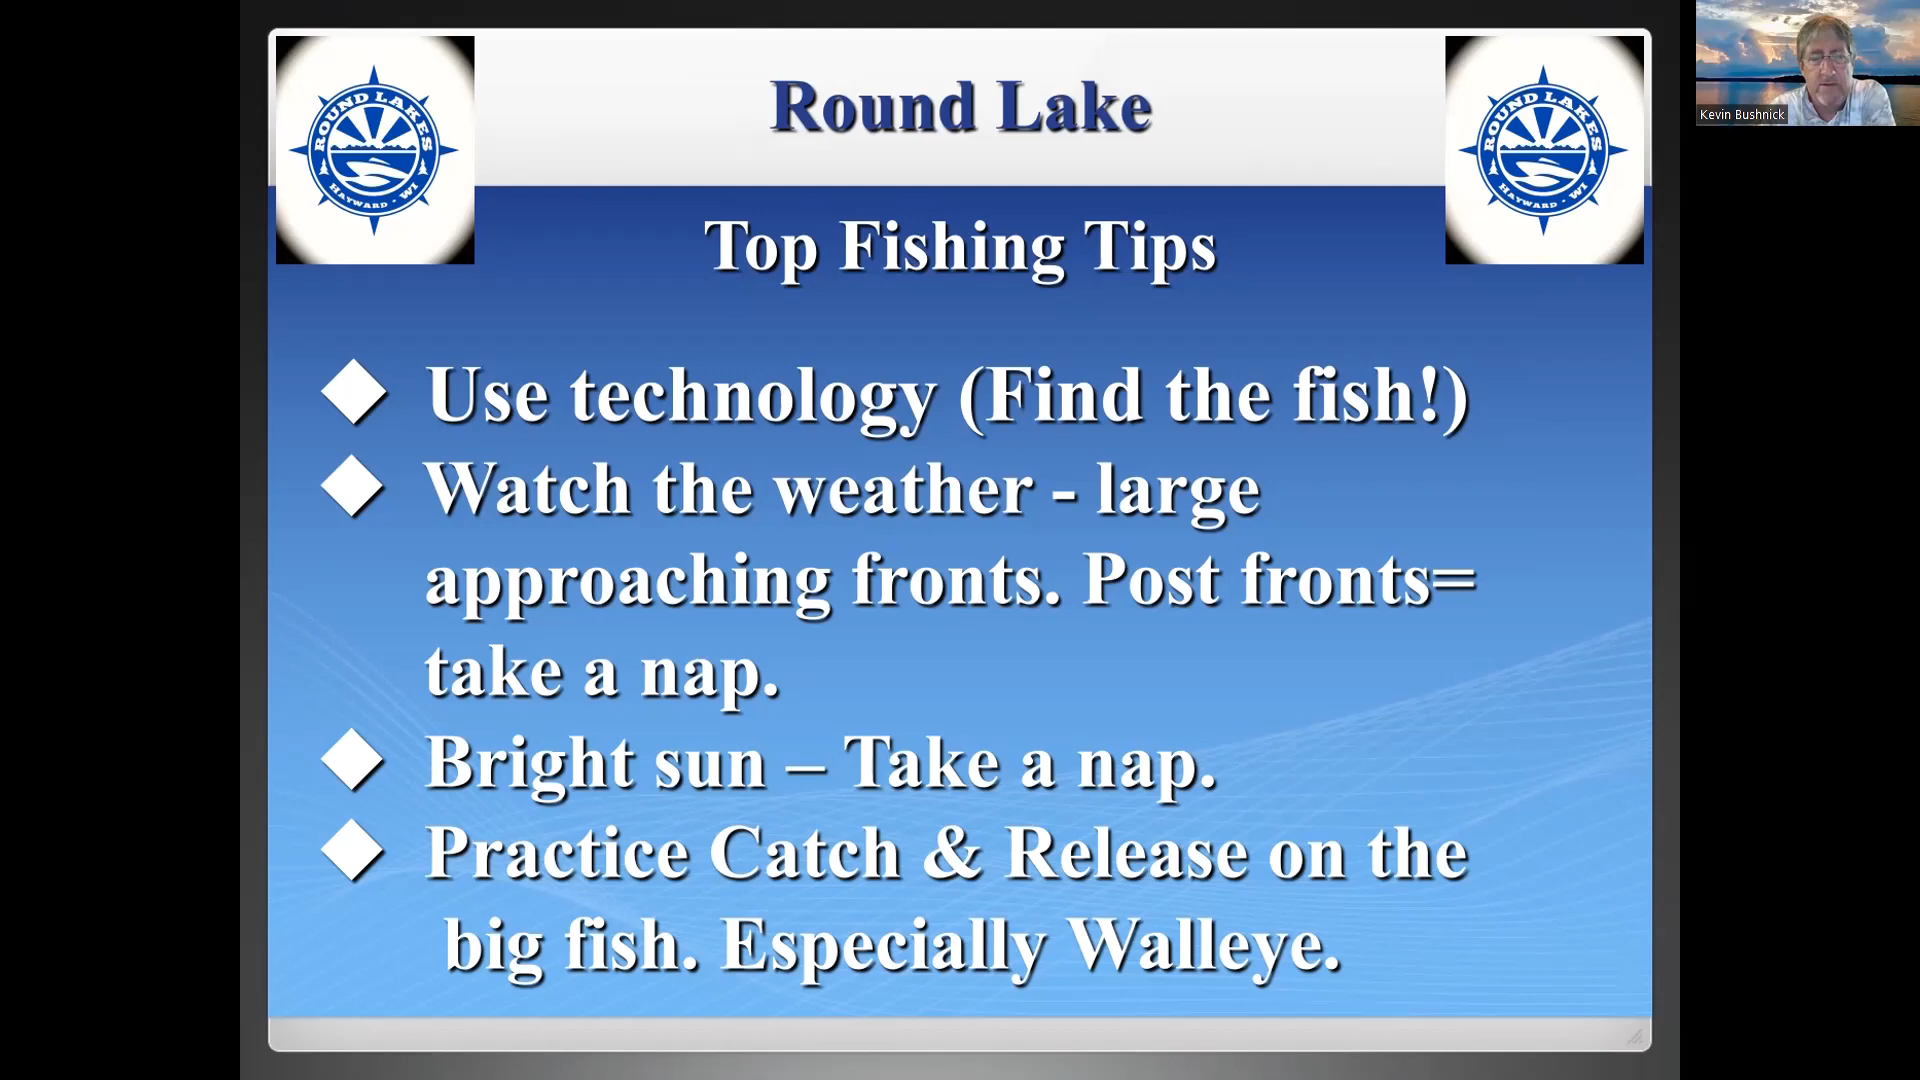 Round Lake
ROUND LAKES
HAYWARD • WI
ROUND LAKES
HAYWARD • WI
Kevin Bushnick
Top Fishing Tips
Use technology (Find the fish!)
Watch the weather - large
approaching fronts. Post fronts=
take a nap.
Bright sun – Take a nap.
Practice Catch & Release on the
big fish. Especially Walleye.